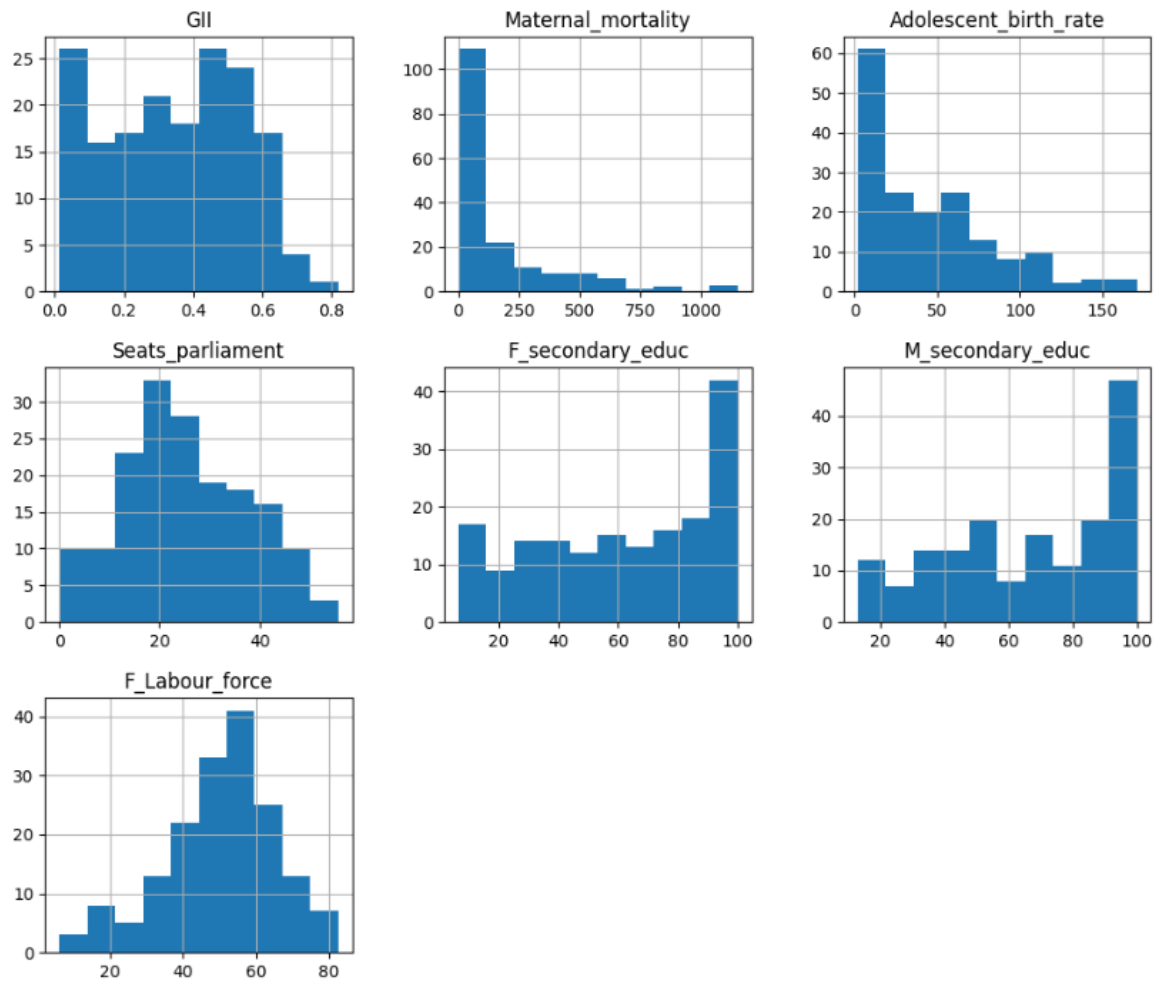 GII
25
20
15
10
5
0
0.0 0.2 0.4 0.6 0.8
Maternal_mortality
100
80
60
40
20
0
0 250 500 750 1000
Adolescent_birth_rate
60
50
40
30
20
10
0
0 50 100 150
Seats_parliament
30
25
20
15
10
5
0
0 20 40
F_secondary_educ
40
30
20
10
0
20 40 60 80 100
M_secondary_educ
40
30
20
10
0
20 40 60 80 100
F_Labour_force
40
30
20
10
0
20 40 60 80